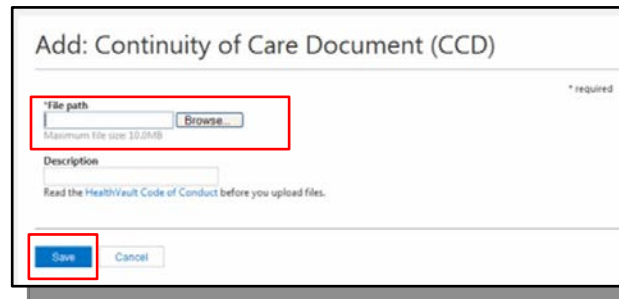 Add: Continuity of Care Document (CCD)
* required
*File path
Browse...
Maximum file size: 10.0MB
Description
Read the HealthVault Code of Conduct before you upload files.
Save Cancel